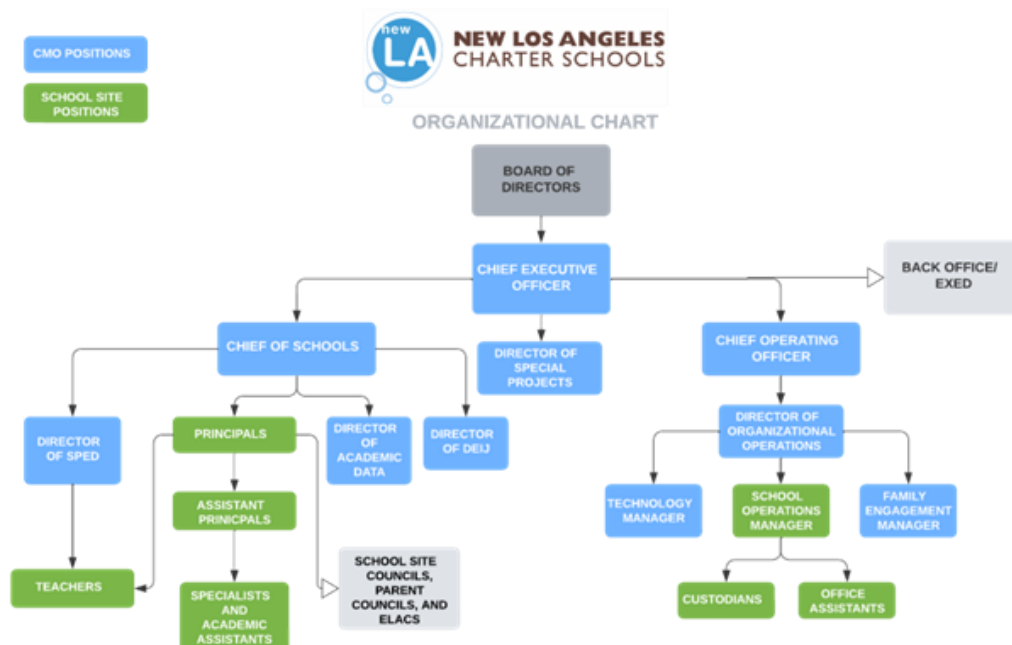 new
LA
NEW LOS ANGELES
CHARTER SCHOOLS
ORGANIZATIONAL CHART
CMO POSITIONS
SCHOOL SITE
POSITIONS
BOARD OF
DIRECTORS
CHIEF EXECUTIVE
OFFICER
BACK OFFICE/
EXED
CHIEF OF SCHOOLS
DIRECTOR OF
SPECIAL
PROJECTS
CHIEF OPERATING
OFFICER
DIRECTOR
OF SPED
PRINCIPALS
DIRECTOR
OF
ACADEMIC
DATA
DIRECTOR
OF DEIJ
DIRECTOR OF
ORGANIZATIONAL
OPERATIONS
ASSISTANT
PRINICPALS
TECHNOLOGY
MANAGER
SCHOOL
OPERATIONS
MANAGER
FAMILY
ENGAGEMENT
MANAGER
TEACHERS
SPECIALISTS
AND
ACADEMIC
ASSISTANTS
SCHOOL SITE
COUNCILS,
PARENT
COUNCILS, AND
ELACS
CUSTODIANS
OFFICE
ASSISTANTS